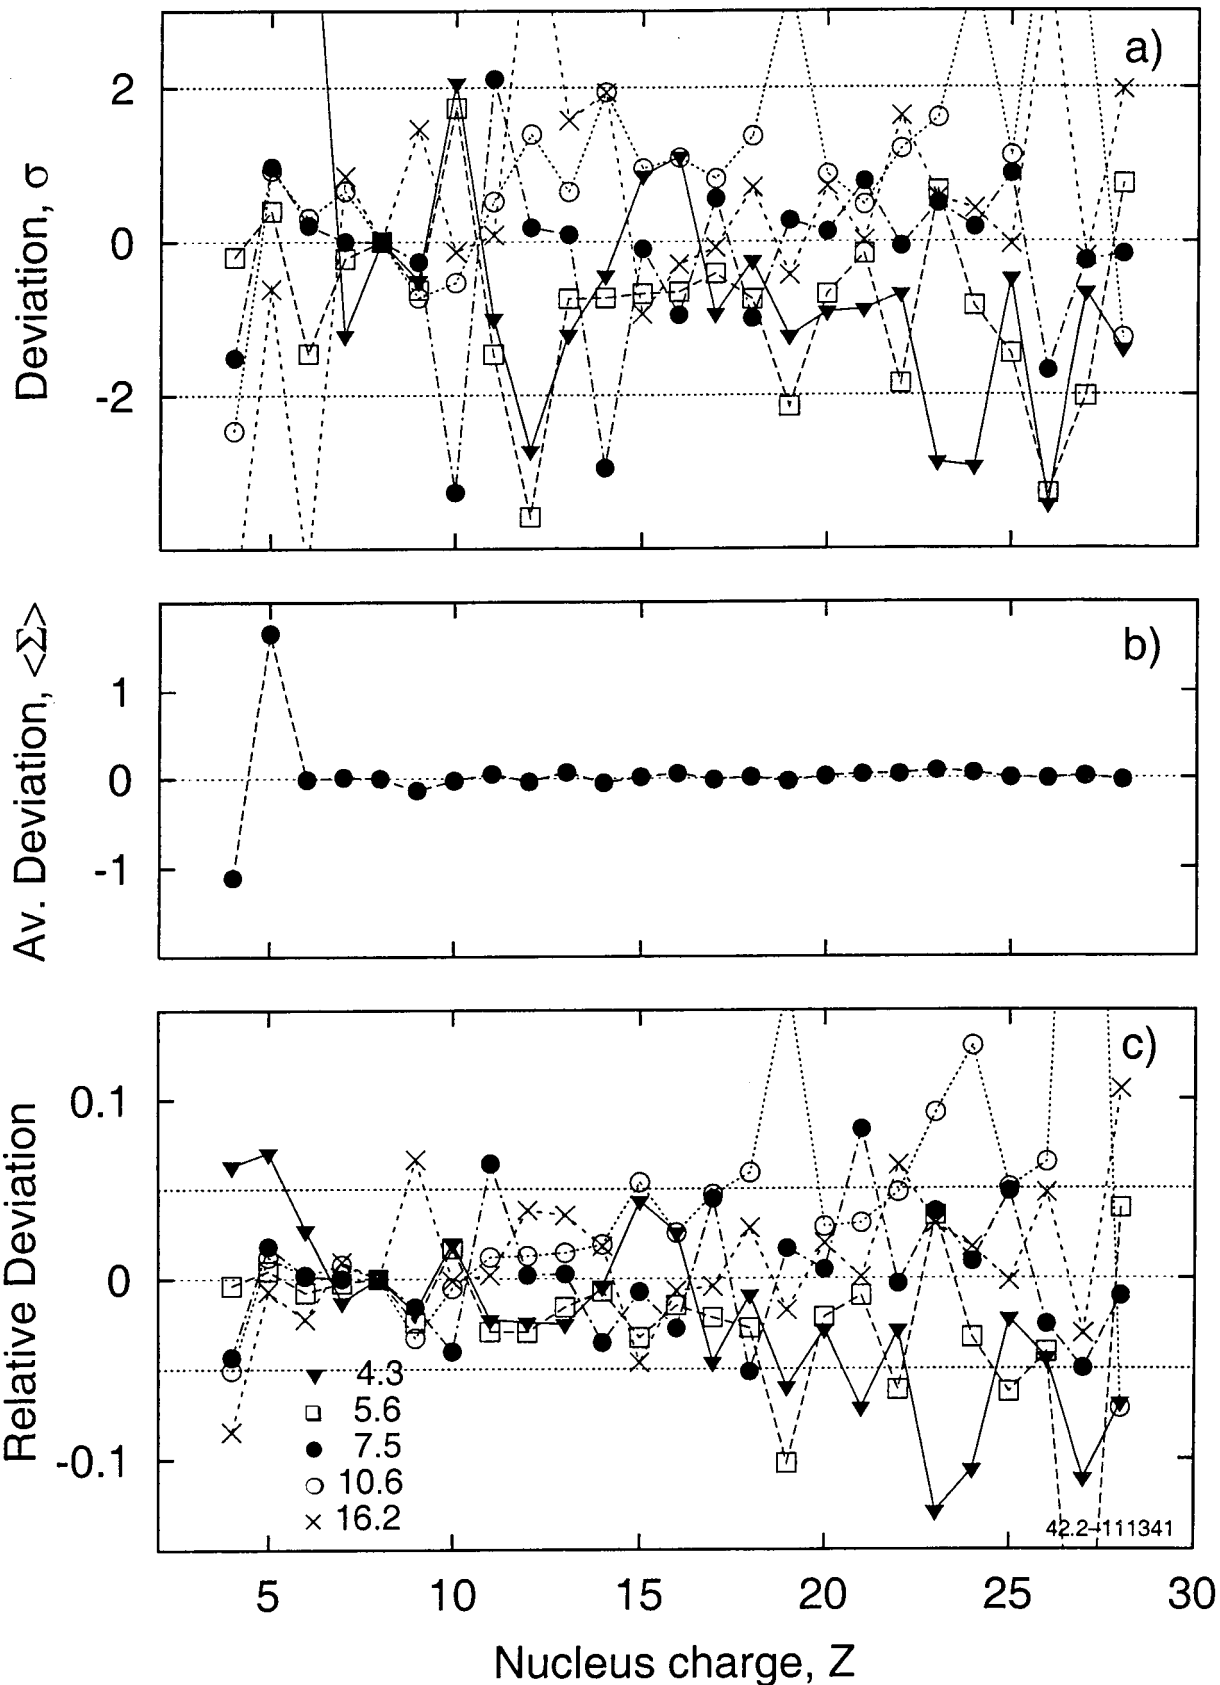 a)
Deviation, σ
2
0
-2
b)
Av. Deviation, <Σ>
1
0
-1
c)
Relative Deviation
0.1
0
-0.1
4.3
5.6
7.5
10.6
16.2
42.2-111341
5 10 15 20 25 30
Nucleus charge, Z